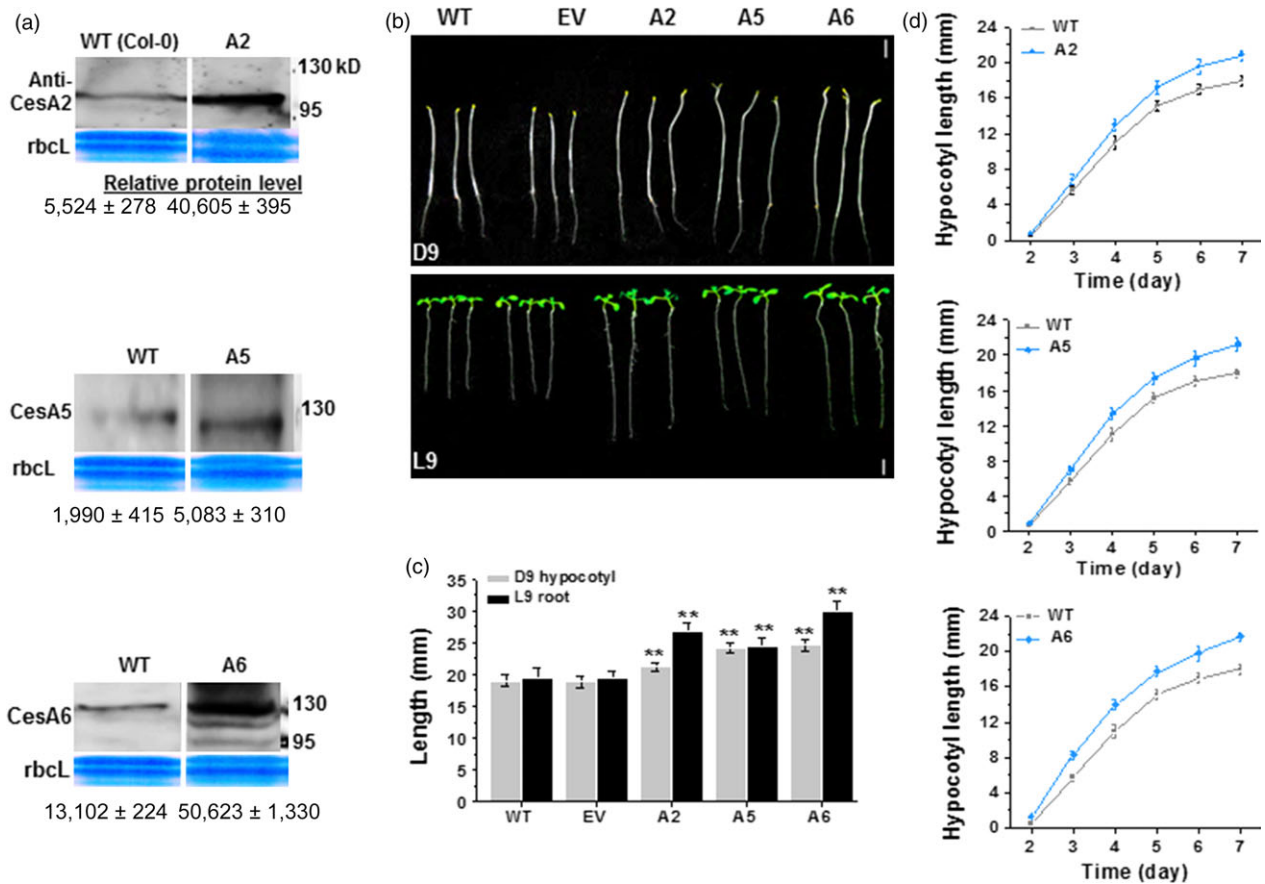 (a)
WT (Col-0) A2
Anti-CesA2
130 kD
95
rbcL
Relative protein level
5,524 ± 278 40,605 ± 395
WT A5
CesA5
130
rbcL
1,990 ± 415 5,083 ± 310
WT A6
CesA6
130
95
rbcL
13,102 ± 224 50,623 ± 1,330
(b)
WT EV A2 A5 A6
D9
L9
(c)
D9 hypocotyl
L9 root
Length (mm)
35
30
25
20
15
10
5
0
** ** ** ** ** **
WT EV A2 A5 A6
(d)
WT
A2
Hypocotyl length (mm)
24
20
16
12
8
4
0
2 3 4 5 6 7
Time (day)
WT
A5
Hypocotyl length (mm)
24
20
16
12
8
4
0
2 3 4 5 6 7
Time (day)
WT
A6
Hypocotyl length (mm)
24
20
16
12
8
4
0
2 3 4 5 6 7
Time (day)